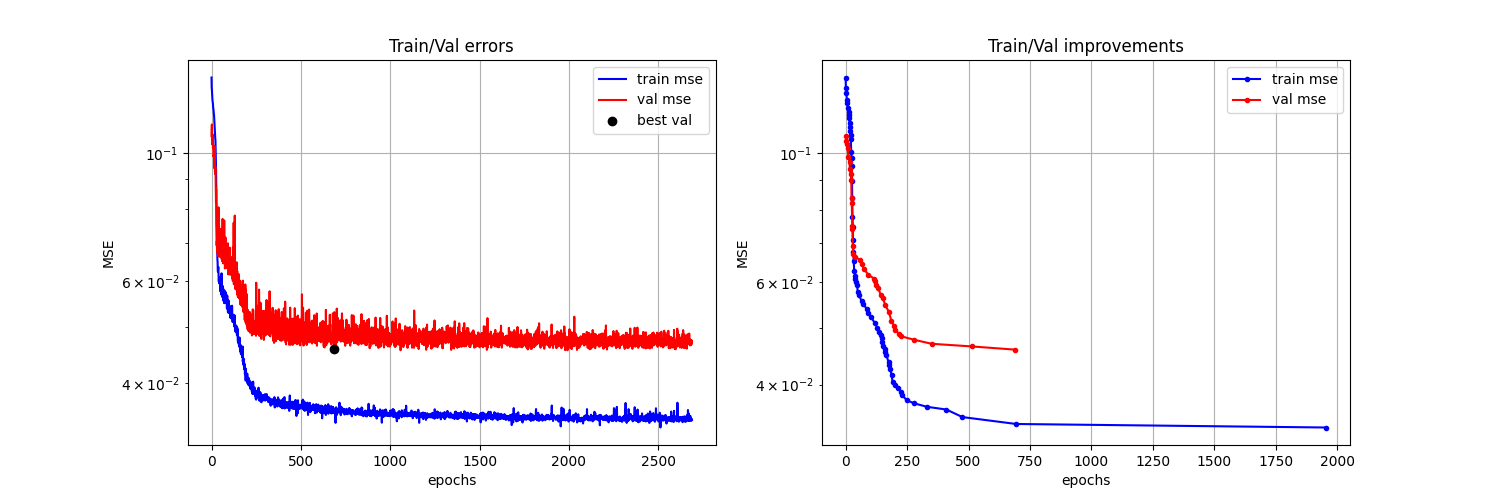 Train/Val errors
train mse
val mse
best val
10⁻¹
6 × 10⁻²
4 × 10⁻²
MSE
0 500 1000 1500 2000 2500
epochs
Train/Val improvements
train mse
val mse
10⁻¹
6 × 10⁻²
4 × 10⁻²
MSE
0 250 500 750 1000 1250 1500 1750 2000
epochs